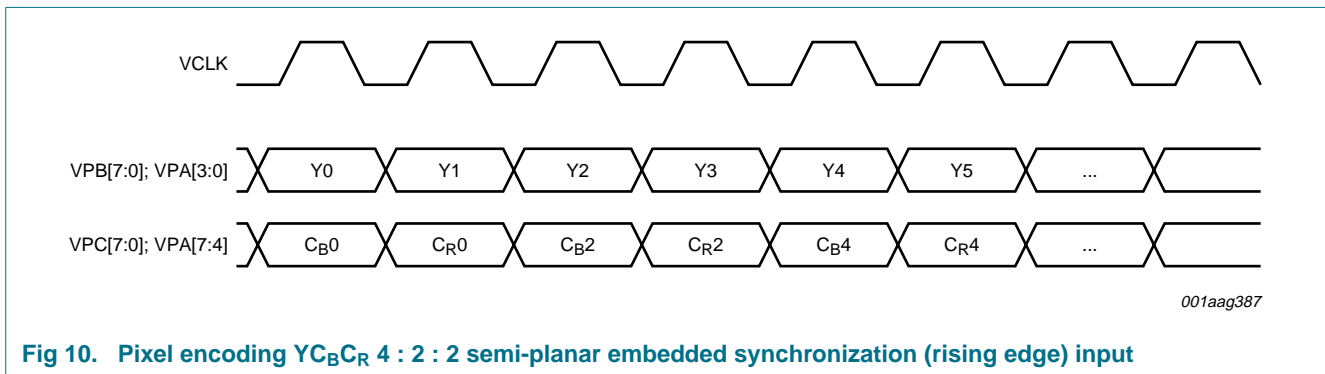 VCLK
VPB[7:0]; VPA[3:0] Y0 Y1 Y2 Y3 Y4 Y5 ...
VPC[7:0]; VPA[7:4] CB0 CR0 CB2 CR2 CB4 CR4 ...
001aag387
Fig 10. Pixel encoding YCBCR 4 : 2 : 2 semi-planar embedded synchronization (rising edge) input